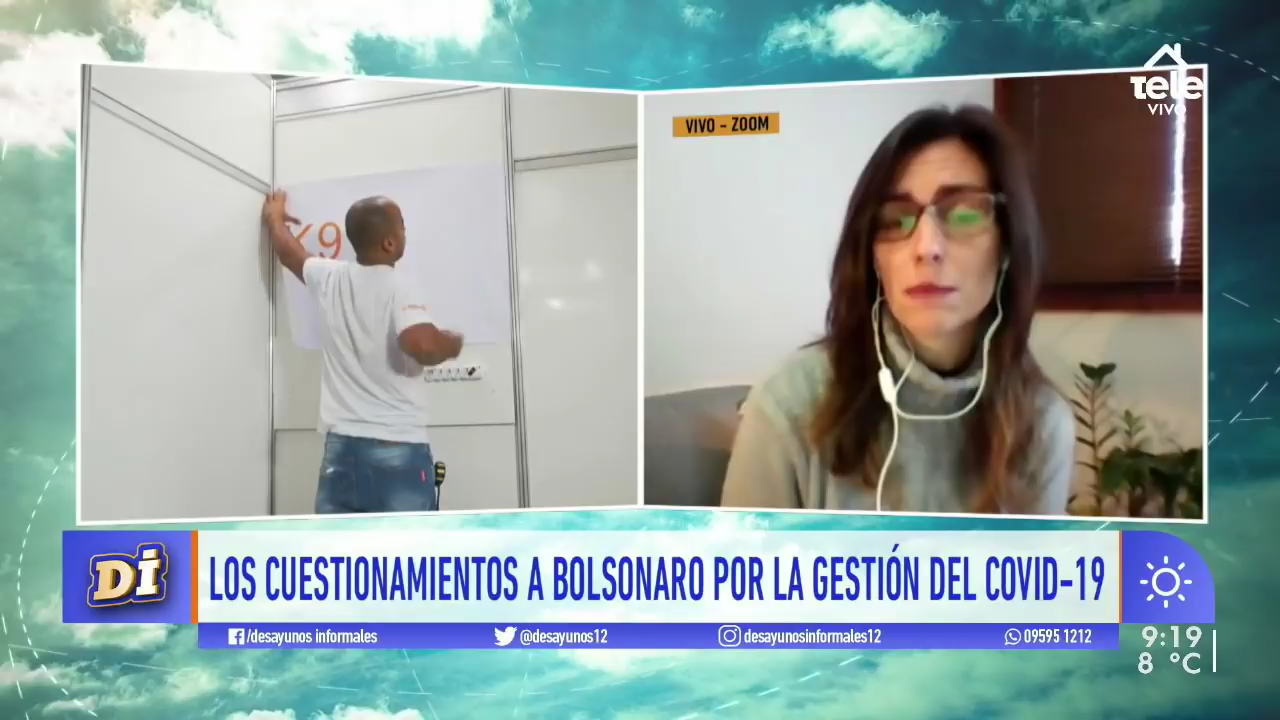 tele
VIVO
VIVO - ZOOM
K9
Di
LOS CUESTIONAMIENTOS A BOLSONARO POR LA GESTIÓN DEL COVID-19
/desayunos informales
@desayunos12
desayunosinformales12
09595 1212
9:19
8 °C